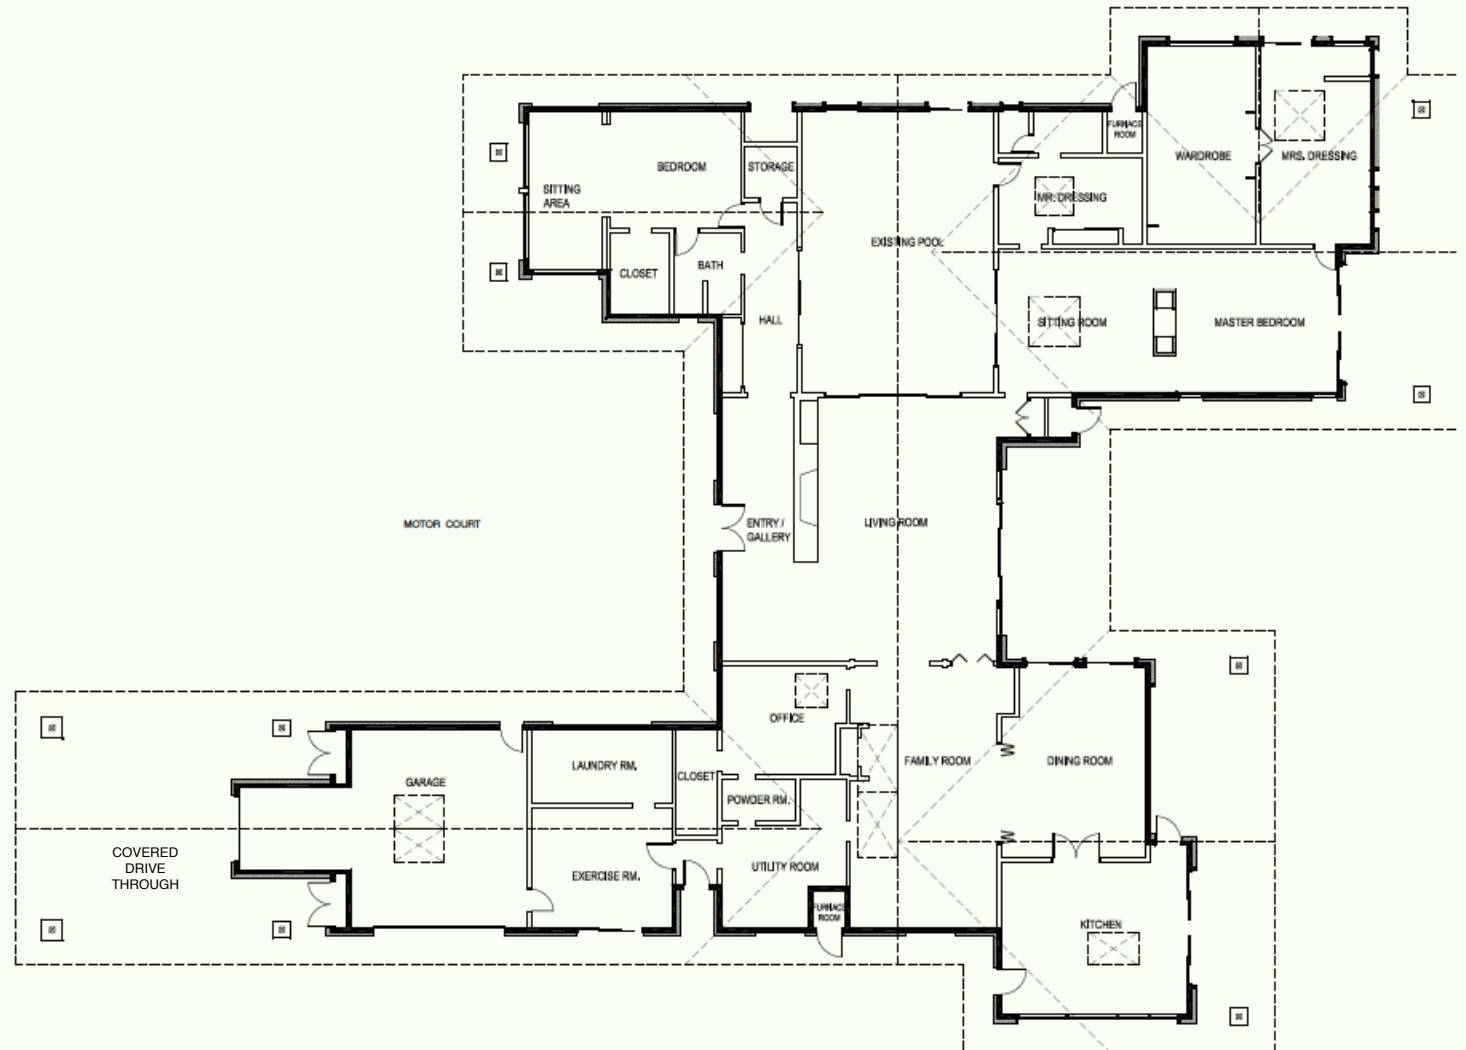 FURNACE
ROOM
BEDROOM
STORAGE
WARDROBE
MRS. DRESSING
SITTING
AREA
MR. DRESSING
EXISTING POOL
CLOSET
BATH
HALL
SITTING ROOM
MASTER BEDROOM
MOTOR COURT
ENTRY /
GALLERY
LIVING ROOM
OFFICE
LAUNDRY RM.
CLOSET
FAMILY ROOM
DINING ROOM
GARAGE
POWDER RM.
COVERED
DRIVE
THROUGH
EXERCISE RM.
UTILITY ROOM
FURNACE
ROOM
KITCHEN